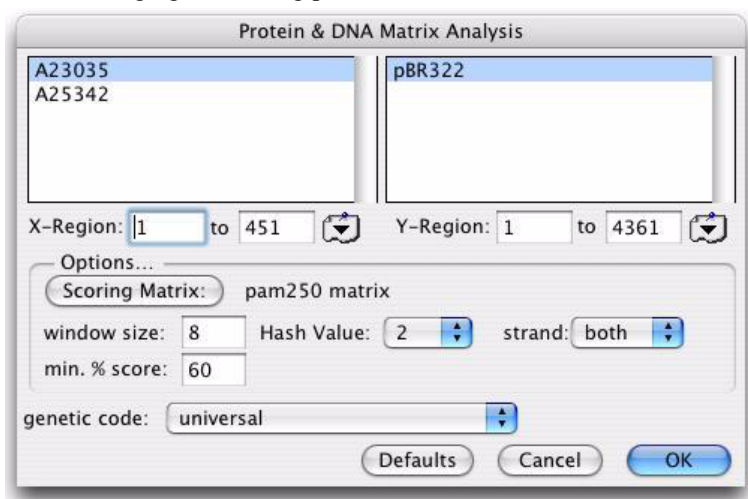 Protein & DNA Matrix Analysis
A23035
A25342
pBR322
X-Region: 1 to 451 Y-Region: 1 to 4361
Options...
Scoring Matrix: pam250 matrix
window size: 8 Hash Value: 2 strand: both
min. % score: 60
genetic code: universal
Defaults Cancel OK